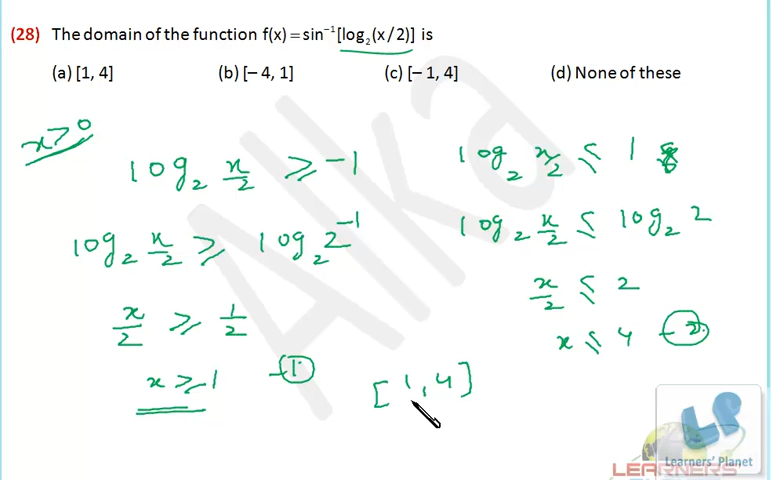 (28) The domain of the function f(x) = sin⁻¹[log₂(x/2)] is
(a) [1, 4] (b) [– 4, 1] (c) [– 1, 4] (d) None of these
x > 0
log₂ x/2 ≥ -1
log₂ x/2 ≥ log₂ 2⁻¹
x/2 ≥ 1/2
x ≥ 1 - ①
log₂ x/2 ≤ 1
log₂ x/2 ≤ log₂ 2
x/2 ≤ 2
x ≤ 4 - ②
[1, 4]
Alka
LP
Learners' Planet
LEARNERS